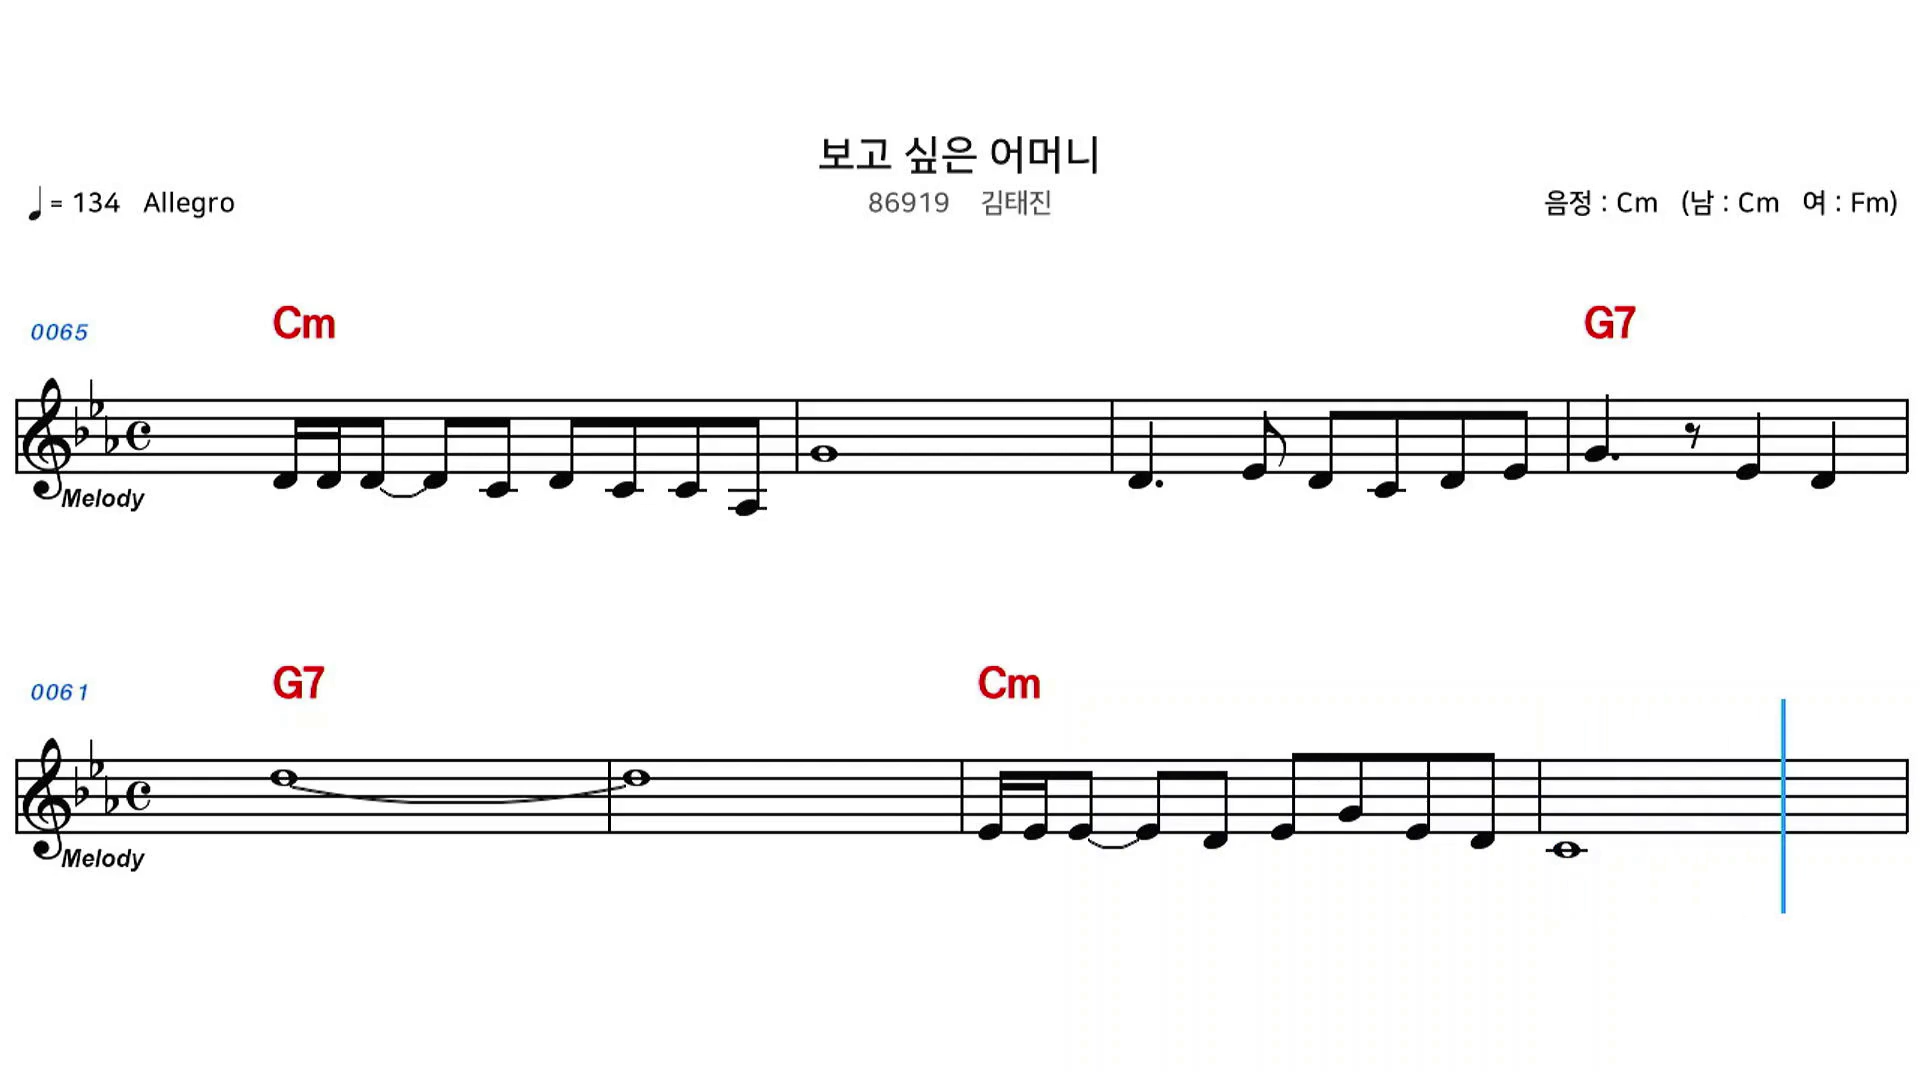 보고 싶은 어머니
♩= 134 Allegro
86919 김태진
음정 : Cm (남 : Cm 여 : Fm)
0065
Cm
G7
Melody
0061
G7
Cm
Melody